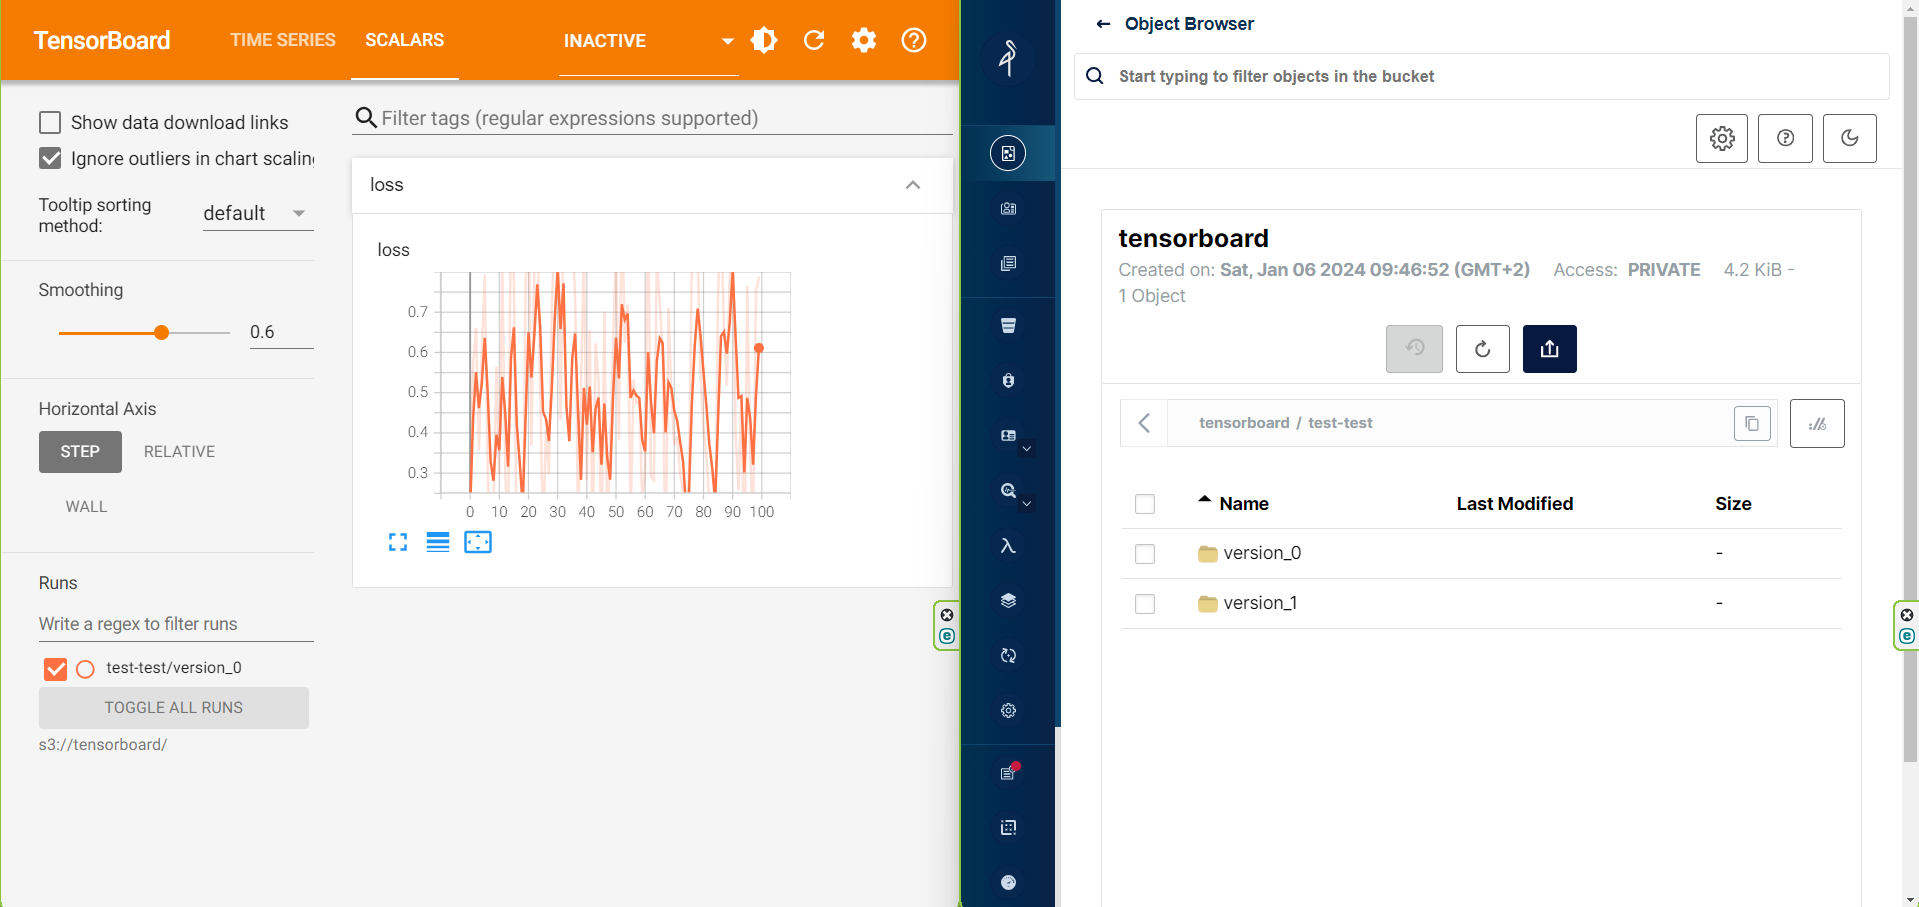 TensorBoard
TIME SERIES
SCALARS
INACTIVE
Show data download links
Ignore outliers in chart scaling
Tooltip sorting
method:
default
Smoothing
0.6
Horizontal Axis
STEP
RELATIVE
WALL
Runs
Write a regex to filter runs
test-test/version_0
TOGGLE ALL RUNS
s3://tensorboard/
Filter tags (regular expressions supported)
loss
loss
0.7
0.6
0.5
0.4
0.3
0 10 20 30 40 50 60 70 80 90 100
Object Browser
Start typing to filter objects in the bucket
tensorboard
Created on: Sat, Jan 06 2024 09:46:52 (GMT+2) Access: PRIVATE 4.2 KiB -
1 Object
tensorboard / test-test
Name Last Modified Size
version_0 -
version_1 -